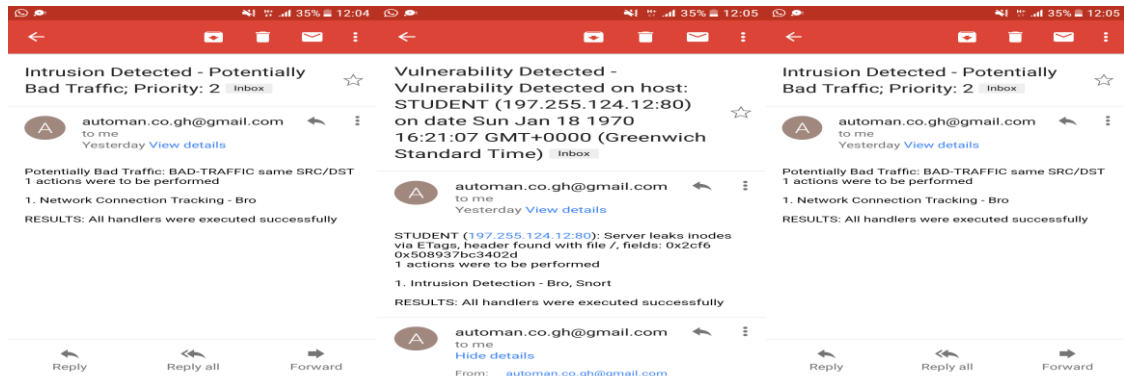 35% 12:04
Intrusion Detected - Potentially
Bad Traffic; Priority: 2 Inbox
A
automan.co.gh@gmail.com
to me
Yesterday View details
Potentially Bad Traffic: BAD-TRAFFIC same SRC/DST
1 actions were to be performed
1. Network Connection Tracking - Bro
RESULTS: All handlers were executed successfully
Reply
Reply all
Forward
35% 12:05
Vulnerability Detected -
Vulnerability Detected on host:
STUDENT (197.255.124.12:80)
on date Sun Jan 18 1970
16:21:07 GMT+0000 (Greenwich
Standard Time) Inbox
A
automan.co.gh@gmail.com
to me
Yesterday View details
STUDENT (197.255.124.12:80): Server leaks inodes
via ETags, header found with file /, fields: 0x2cf6
0x508937bc3402d
1 actions were to be performed
1. Intrusion Detection - Bro, Snort
RESULTS: All handlers were executed successfully
A
automan.co.gh@gmail.com
to me
Hide details
From: automan.co.gh@gmail.com
35% 12:05
Intrusion Detected - Potentially
Bad Traffic; Priority: 2 Inbox
A
automan.co.gh@gmail.com
to me
Yesterday View details
Potentially Bad Traffic: BAD-TRAFFIC same SRC/DST
1 actions were to be performed
1. Network Connection Tracking - Bro
RESULTS: All handlers were executed successfully
Reply
Reply all
Forward